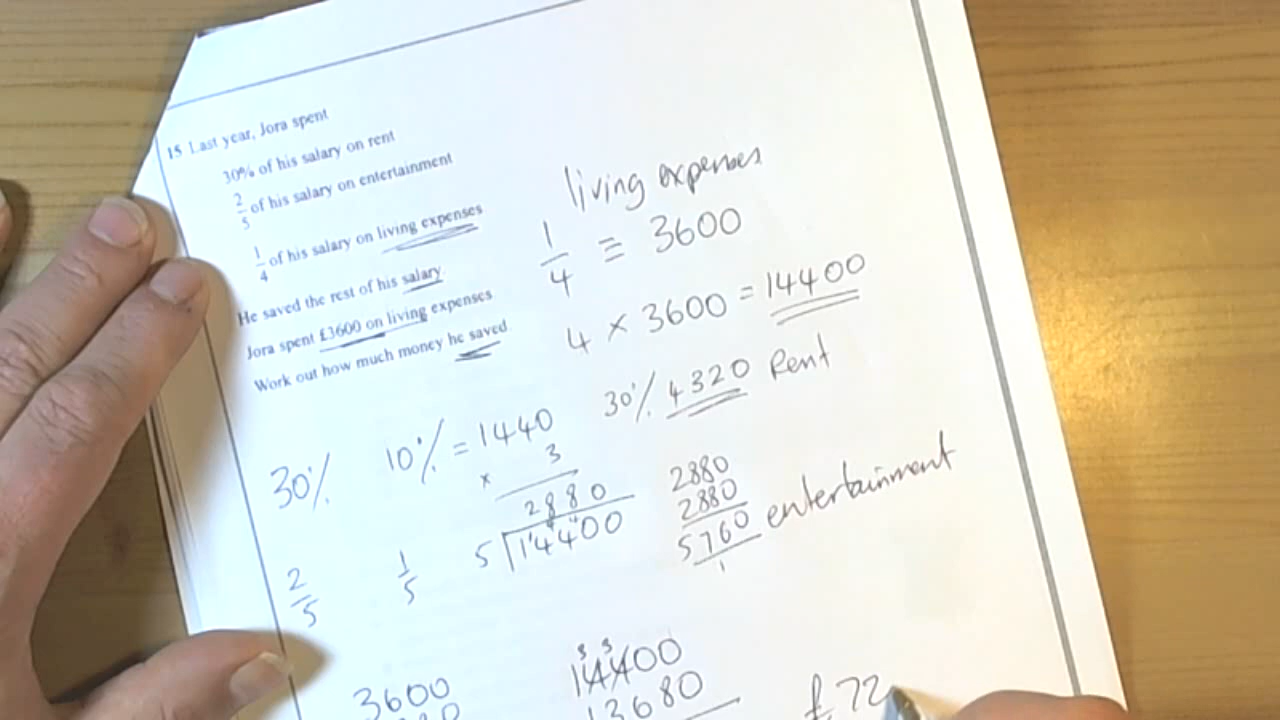 15 Last year, Jora spent
30% of his salary on rent
2/5 of his salary on entertainment
1/4 of his salary on living expenses
He saved the rest of his salary.
Jora spent £3600 on living expenses
Work out how much money he saved.
living expenses
1/4 ≡ 3600
4 × 3600 = 14400
30% 4320 Rent
30% 10% = 1440
× 3
2/5 1/5
2880
5 14400
2880
2880
5760 entertainment
1
3600
14400
13680
£72